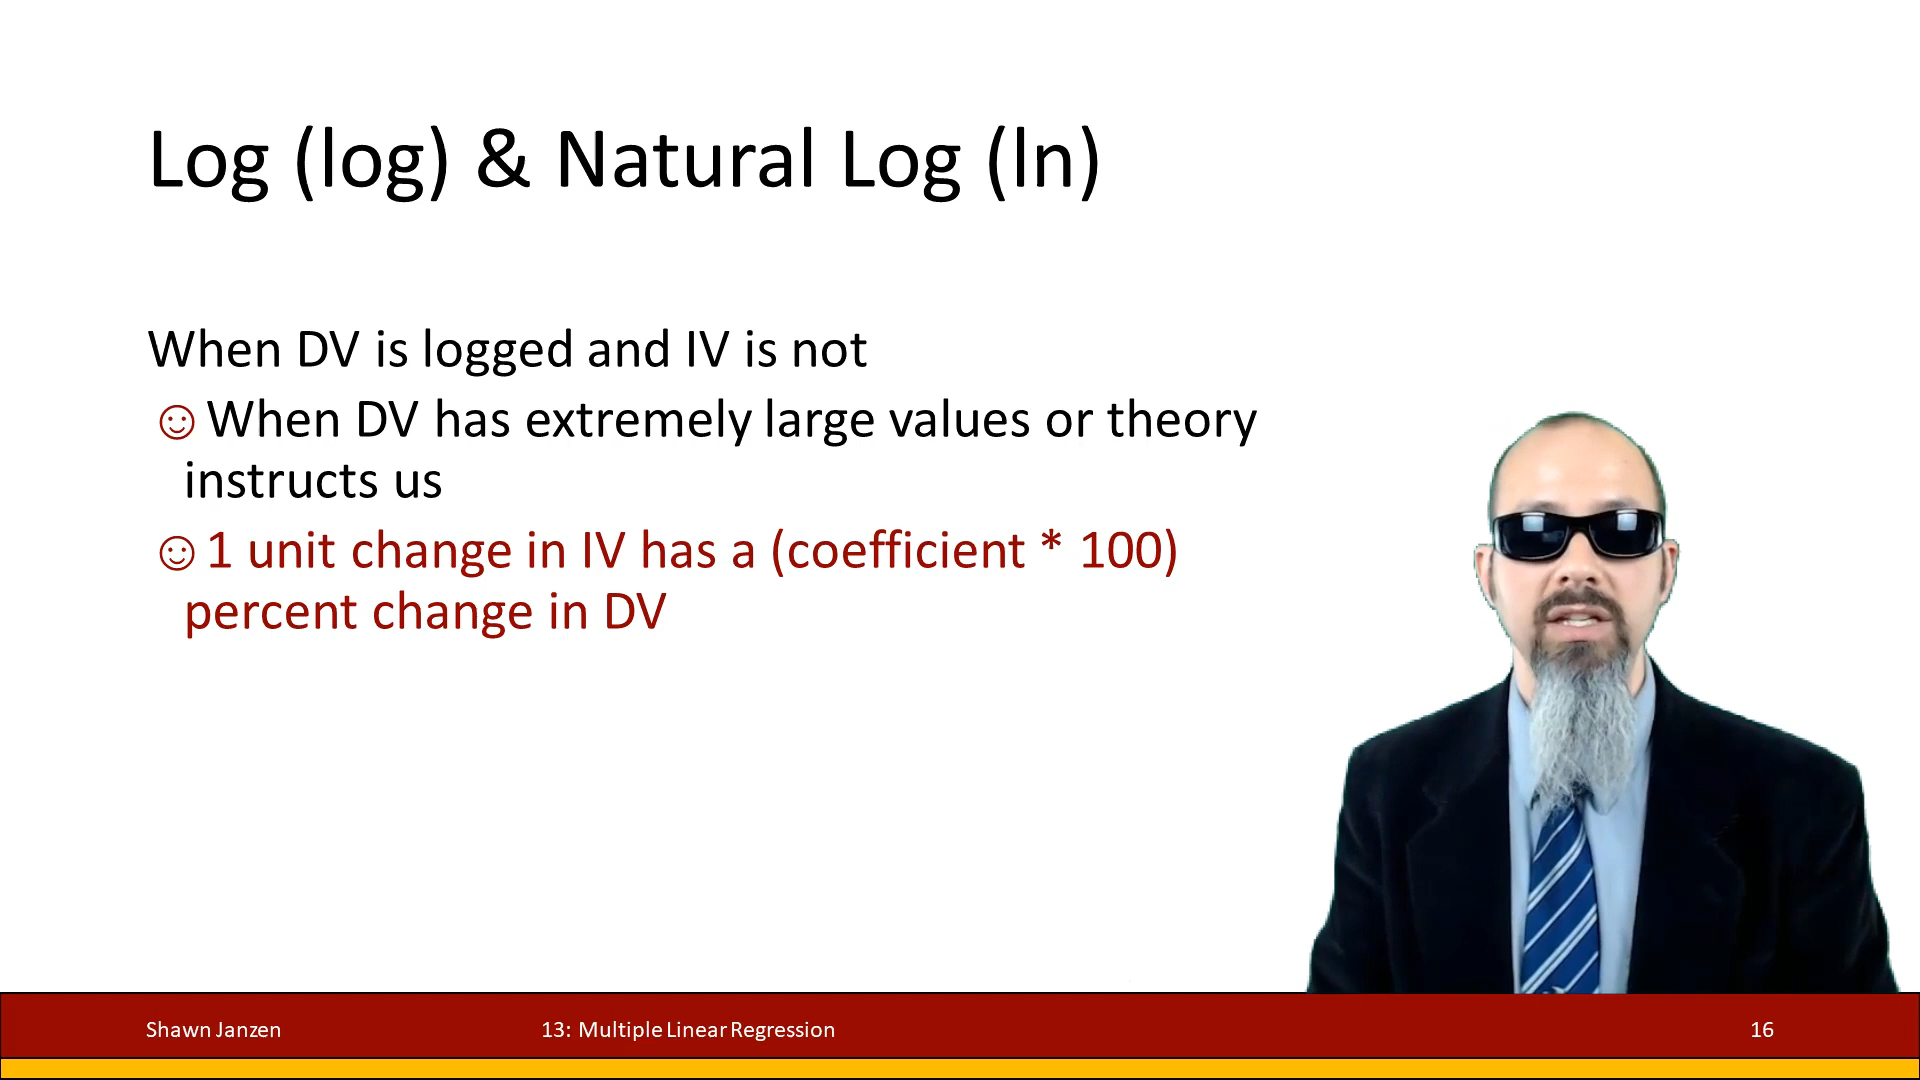 Log (log) & Natural Log (ln)
When DV is logged and IV is not
☺When DV has extremely large values or theory
instructs us
☺1 unit change in IV has a (coefficient * 100)
percent change in DV
Shawn Janzen 13: Multiple Linear Regression 16